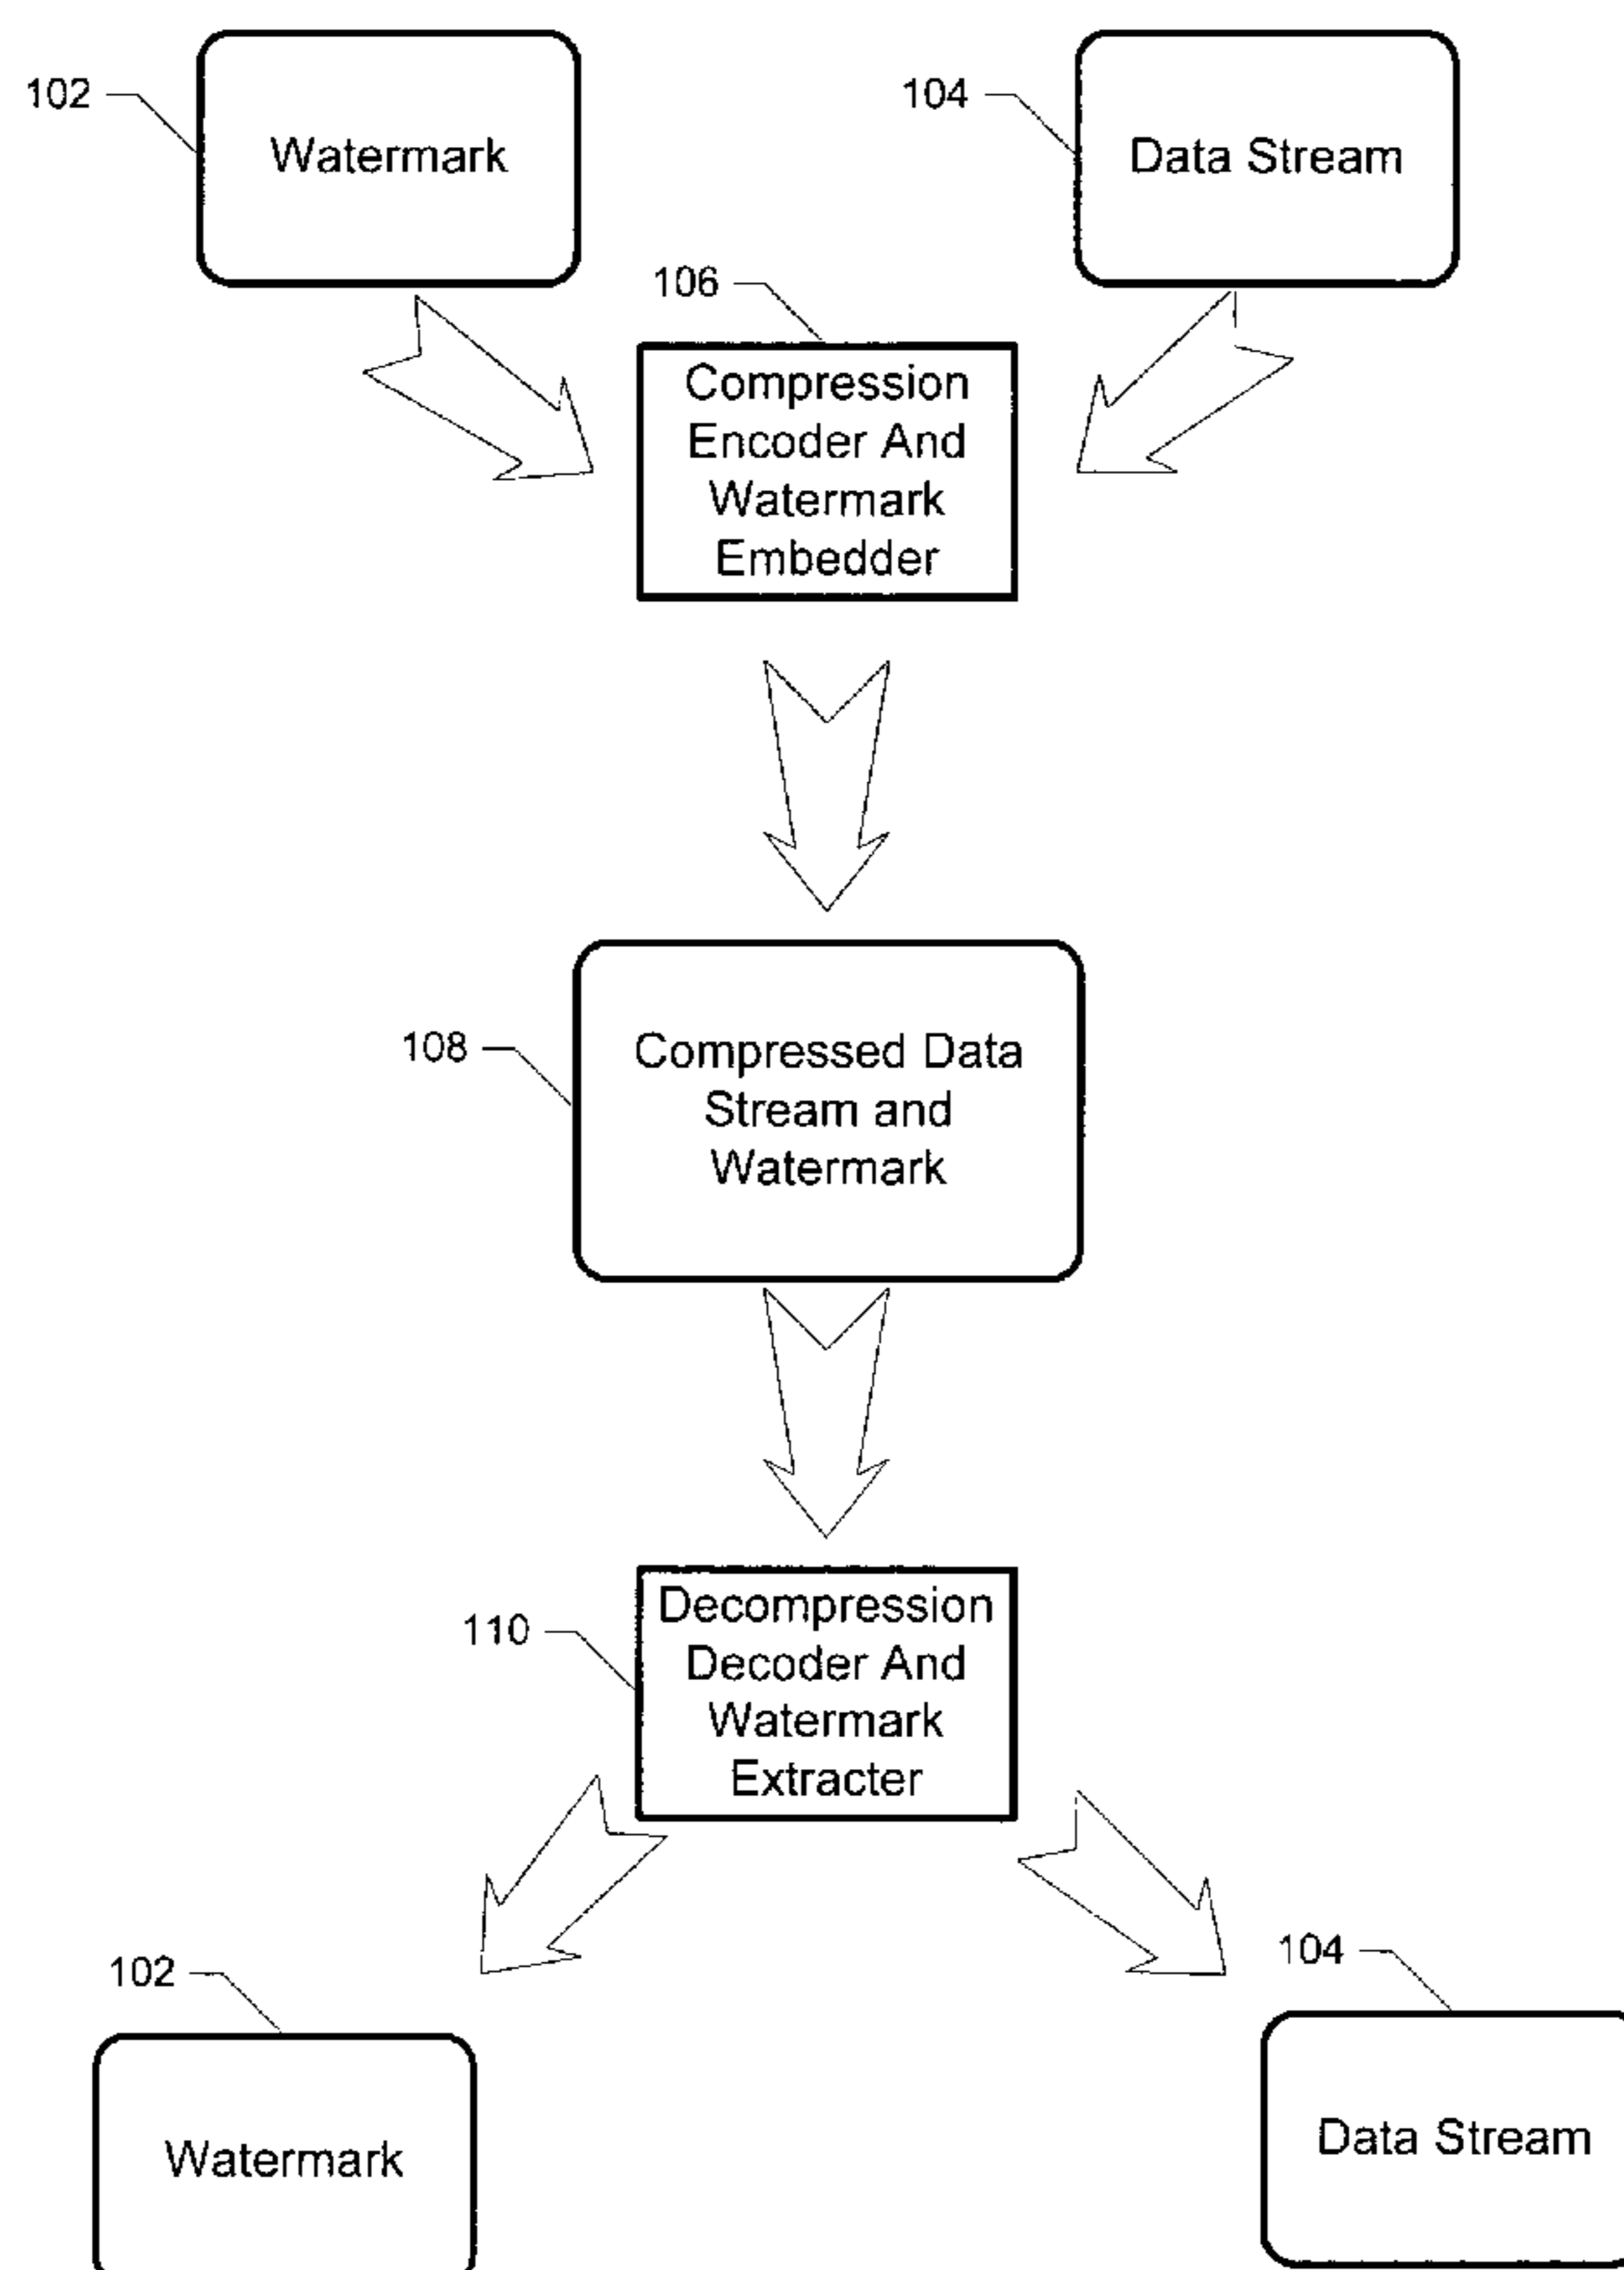 102
Watermark
104
Data Stream
106
Compression
Encoder And
Watermark
Embedder
108
Compressed Data
Stream and
Watermark
110
Decompression
Decoder And
Watermark
Extracter
102
Watermark
104
Data Stream